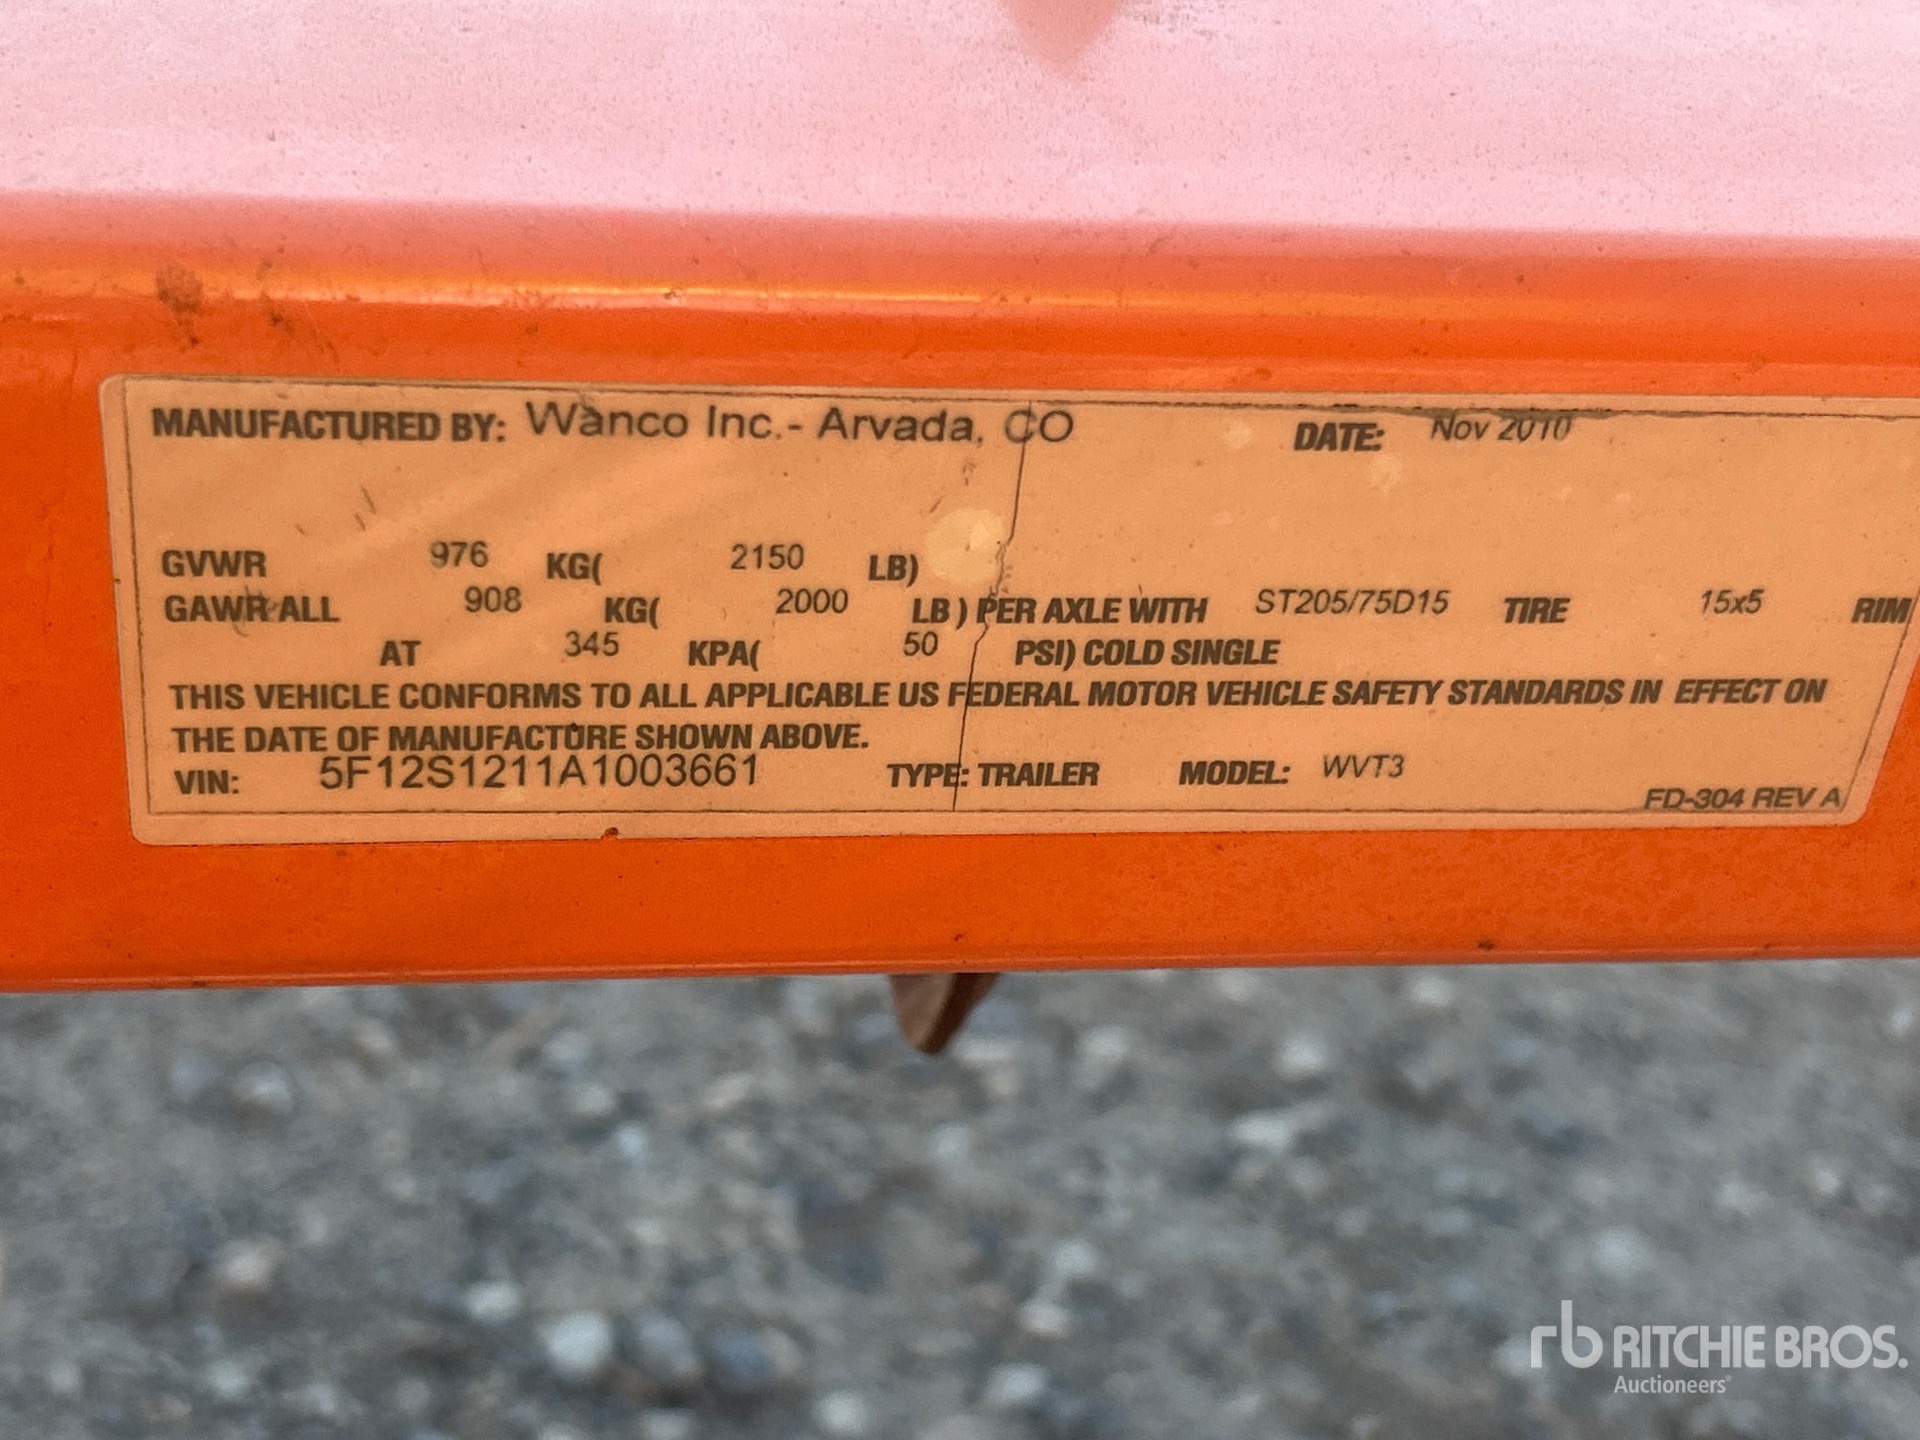 MANUFACTURED BY: Wanco Inc.- Arvada, CO DATE: Nov 2010
GVWR 976 KG( 2150 LB)
GAWR ALL 908 KG( 2000 LB ) PER AXLE WITH ST205/75D15 TIRE 15x5 RIM
AT 345 KPA( 50 PSI) COLD SINGLE
THIS VEHICLE CONFORMS TO ALL APPLICABLE US FEDERAL MOTOR VEHICLE SAFETY STANDARDS IN EFFECT ON
THE DATE OF MANUFACTURE SHOWN ABOVE.
VIN: 5F12S1211A1003661 TYPE: TRAILER MODEL: WVT3
FD-304 REV A
rb RITCHIE BROS.
Auctioneers